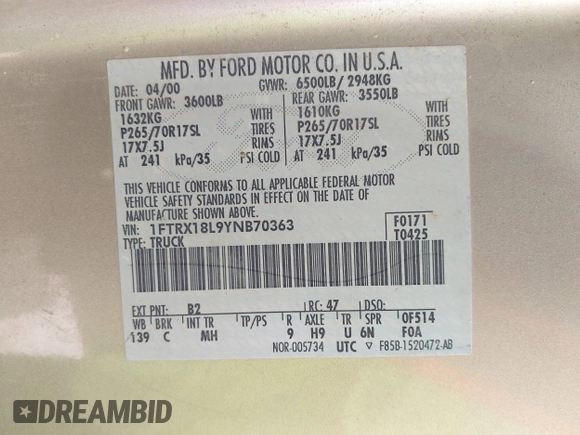 MFD. BY FORD MOTOR CO. IN U.S.A.
DATE: 04/00 GVWR: 6500LB/ 2948KG
FRONT GAWR: 3600LB REAR GAWR: 3550LB
1632KG WITH 1610KG WITH
P265/70R17SL TIRES P265/70R17SL TIRES
17X7.5J RIMS 17X7.5J RIMS
AT 241 kPa/35 PSI COLD AT 241 kPa/35 PSI COLD
THIS VEHICLE CONFORMS TO ALL APPLICABLE FEDERAL MOTOR
VEHICLE SAFETY STANDARDS IN EFFECT ON THE DATE OF
MANUFACTURE SHOWN ABOVE.
VIN: 1FTRX18L9YNB70363 F0171
TYPE: TRUCK T0425
EXT PNT: B2 RC: 47 DSO:
WB BRK INT TR TP/PS R AXLE TR SPR 0F514
139 C MH 9 H9 U 6N F0A
NOR-005734 UTC F85B-1520472-AB
DREAMBID